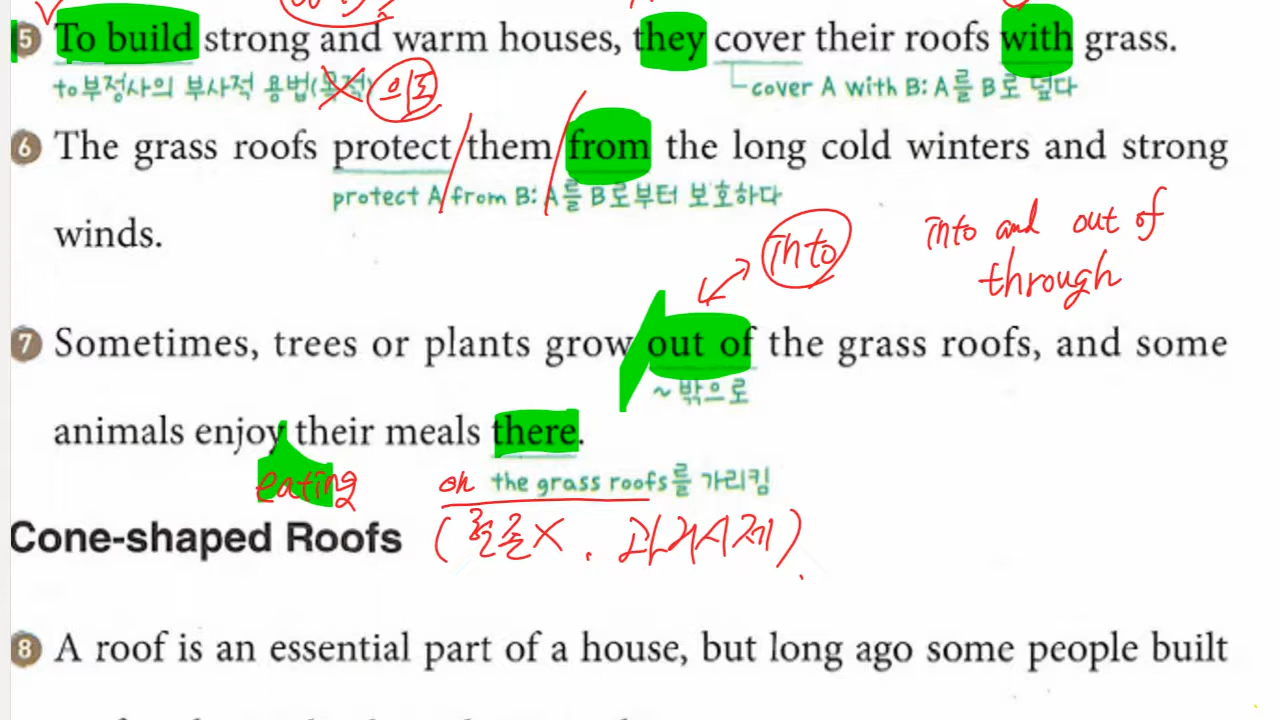 5 To build strong and warm houses, they cover their roofs with grass.
to부정사의 부사적 용법(목적) 의도
cover A with B: A를 B로 덮다
6 The grass roofs protect them from the long cold winters and strong
protect A from B: A를 B로부터 보호하다
winds.
into
into and out of
through
7 Sometimes, trees or plants grow out of the grass roofs, and some
~ 밖으로
animals enjoy their meals there.
eating
on the grass roofs를 가리킴
Cone-shaped Roofs (현존X, 과거시제).
8 A roof is an essential part of a house, but long ago some people built